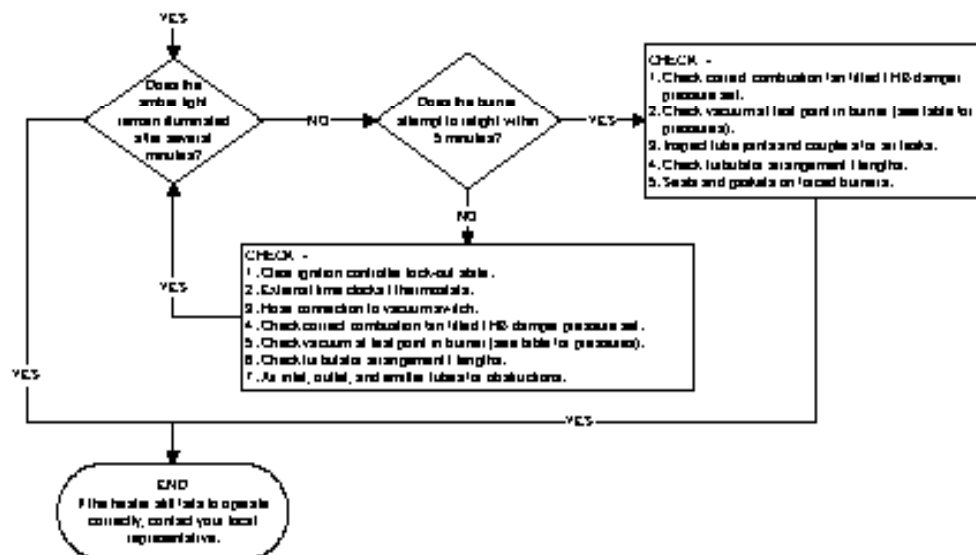 YES
Does the
amber light
remain illuminated
after several
minutes?
NO
Does the burner
attempt to relight within
5 minutes?
YES
CHECK -
1. Check correct combustion fan fitted / HB damper
pressure set.
2. Check vacuum at test point in burner (see table for
pressures).
3. Inspect tube joints and couplers for air leaks.
4. Check turbulator arrangement / lengths.
5. Seals and gaskets on forced burners.
NO
CHECK -
1. Clear ignition controller lock-out state.
2. External time clocks / thermostats.
3. Hose connection to vacuum switch.
4. Check correct combustion fan fitted / HB damper pressure set.
5. Check vacuum at test point in burner (see table for pressures).
6. Check turbulator arrangement / lengths.
7. Air inlet, outlet, and emitter tubes for obstructions.
YES
YES
YES
END
If the heater still fails to operate
correctly, contact your local
representative.